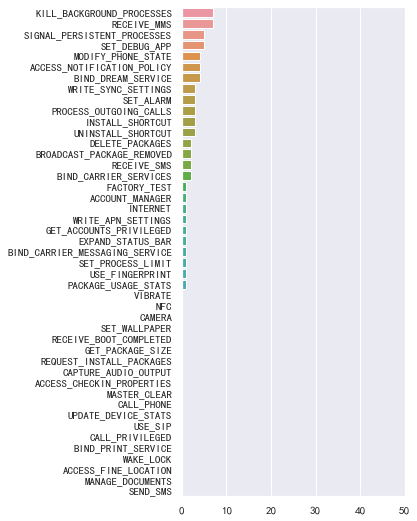 KILL_BACKGROUND_PROCESSES
RECEIVE_MMS
SIGNAL_PERSISTENT_PROCESSES
SET_DEBUG_APP
MODIFY_PHONE_STATE
ACCESS_NOTIFICATION_POLICY
BIND_DREAM_SERVICE
WRITE_SYNC_SETTINGS
SET_ALARM
PROCESS_OUTGOING_CALLS
INSTALL_SHORTCUT
UNINSTALL_SHORTCUT
DELETE_PACKAGES
BROADCAST_PACKAGE_REMOVED
RECEIVE_SMS
BIND_CARRIER_SERVICES
FACTORY_TEST
ACCOUNT_MANAGER
INTERNET
WRITE_APN_SETTINGS
GET_ACCOUNTS_PRIVILEGED
EXPAND_STATUS_BAR
BIND_CARRIER_MESSAGING_SERVICE
SET_PROCESS_LIMIT
USE_FINGERPRINT
PACKAGE_USAGE_STATS
VIBRATE
NFC
CAMERA
SET_WALLPAPER
RECEIVE_BOOT_COMPLETED
GET_PACKAGE_SIZE
REQUEST_INSTALL_PACKAGES
CAPTURE_AUDIO_OUTPUT
ACCESS_CHECKIN_PROPERTIES
MASTER_CLEAR
CALL_PHONE
UPDATE_DEVICE_STATS
USE_SIP
CALL_PRIVILEGED
BIND_PRINT_SERVICE
WAKE_LOCK
ACCESS_FINE_LOCATION
MANAGE_DOCUMENTS
SEND_SMS
0 10 20 30 40 50